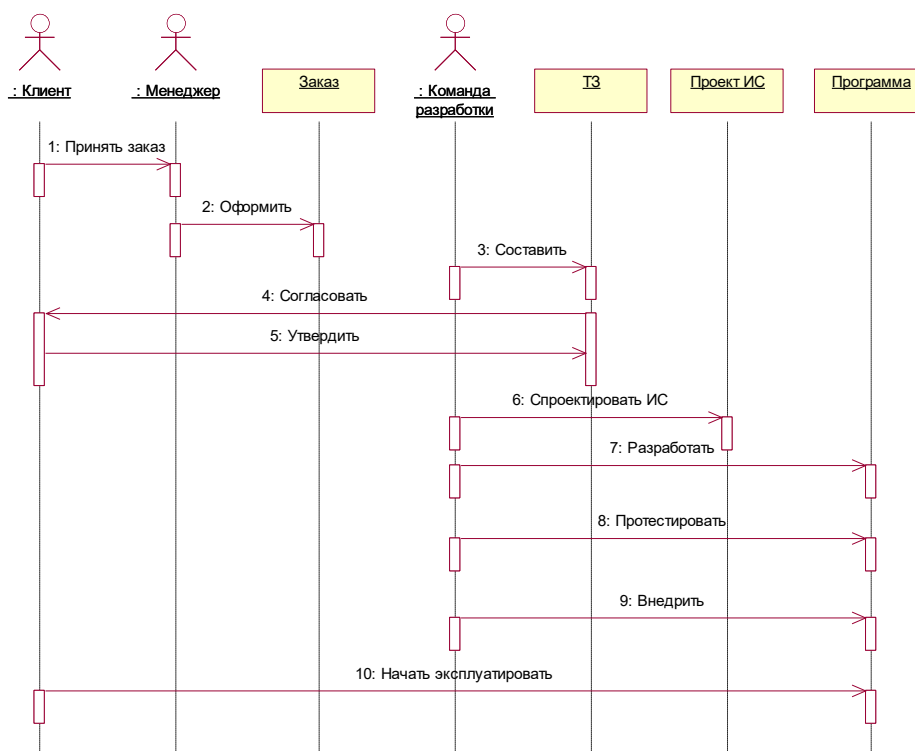 : Клиент
: Менеджер
Заказ
: Команда
разработки
ТЗ
Проект ИС
Программа
1: Принять заказ
2: Оформить
3: Составить
4: Согласовать
5: Утвердить
6: Спроектировать ИС
7: Разработать
8: Протестировать
9: Внедрить
10: Начать эксплуатировать